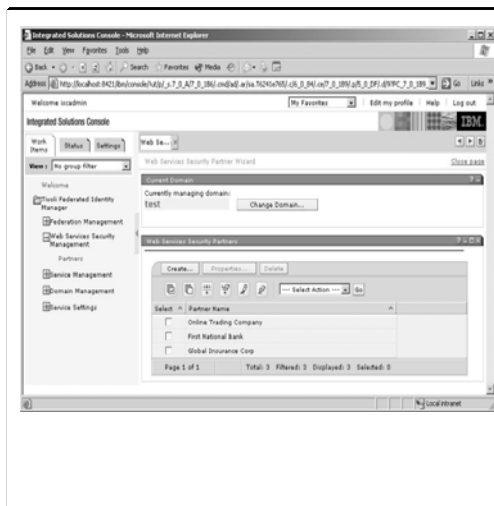 Integrated Solutions Console - Microsoft Internet Explorer
File Edit View Favorites Tools Help
Back Search Favorites Media
Address Go Links
Welcome iscadmin My Favorites Edit my profile Help Log out
Integrated Solutions Console IBM
Work Items Status Settings Web Se... X
View : No group filter
Web Services Security Partner Wizard Close page
Welcome
Tivoli Federated Identity Manager
Federation Management
Web Services Security Management
Partners
Service Management
Domain Management
Service Settings
Current Domain
Currently managing domain:
test Change Domain...
Web Services Security Partners
Create... Properties... Delete
--- Select Action --- Go
Select Partner Name
Online Trading Company
First National Bank
Global Insurance Corp
Page 1 of 1 Total: 3 Filtered: 3 Displayed: 3 Selected: 0
Local intranet